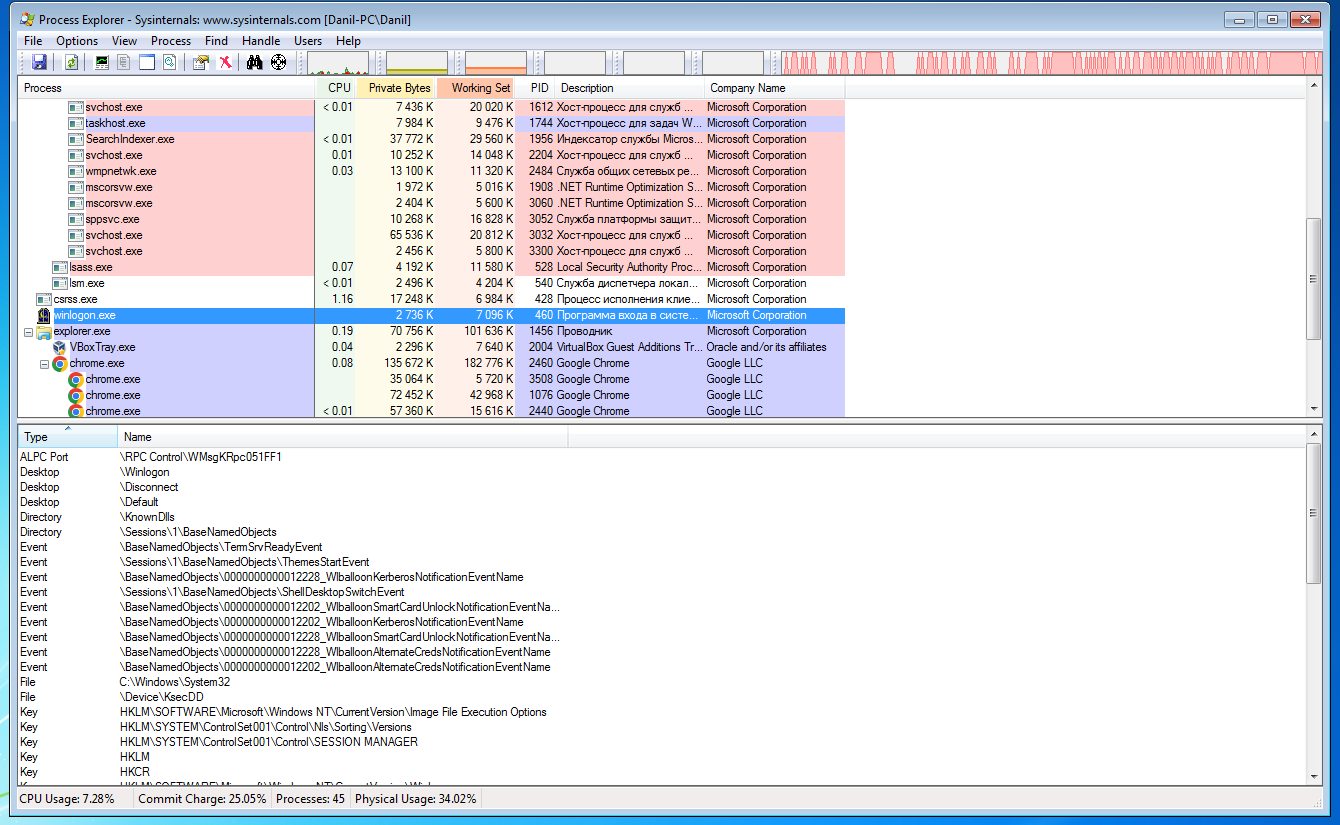 Process Explorer - Sysinternals: www.sysinternals.com [Danil-PC\Danil]
File Options View Process Find Handle Users Help
Process CPU Private Bytes Working Set PID Description Company Name
svchost.exe < 0.01 7 436 K 20 020 K 1612 Хост-процесс для служб ... Microsoft Corporation
taskhost.exe 7 984 K 9 476 K 1744 Хост-процесс для задач W... Microsoft Corporation
SearchIndexer.exe < 0.01 37 772 K 29 560 K 1956 Индексатор службы Micros... Microsoft Corporation
svchost.exe 0.01 10 252 K 14 048 K 2204 Хост-процесс для служб ... Microsoft Corporation
wmpnetwk.exe 0.03 13 100 K 11 320 K 2484 Служба общих сетевых ре... Microsoft Corporation
mscorsvw.exe 1 972 K 5 016 K 1908 .NET Runtime Optimization S... Microsoft Corporation
mscorsvw.exe 2 404 K 5 600 K 3060 .NET Runtime Optimization S... Microsoft Corporation
sppsvc.exe 10 268 K 16 828 K 3052 Служба платформы защит... Microsoft Corporation
svchost.exe 65 536 K 20 812 K 3032 Хост-процесс для служб ... Microsoft Corporation
svchost.exe 2 456 K 5 800 K 3300 Хост-процесс для служб ... Microsoft Corporation
lsass.exe 0.07 4 192 K 11 580 K 528 Local Security Authority Proc... Microsoft Corporation
lsm.exe < 0.01 2 496 K 4 204 K 540 Служба диспетчера локал... Microsoft Corporation
csrss.exe 1.16 17 248 K 6 984 K 428 Процесс исполнения клие... Microsoft Corporation
winlogon.exe 2 736 K 7 096 K 460 Программа входа в систе... Microsoft Corporation
explorer.exe 0.19 70 756 K 101 636 K 1456 Проводник Microsoft Corporation
VBoxTray.exe 0.04 2 296 K 7 640 K 2004 VirtualBox Guest Additions Tr... Oracle and/or its affiliates
chrome.exe 0.08 135 672 K 182 776 K 2460 Google Chrome Google LLC
chrome.exe 35 064 K 5 720 K 3508 Google Chrome Google LLC
chrome.exe 72 452 K 42 968 K 1076 Google Chrome Google LLC
chrome.exe < 0.01 57 360 K 15 616 K 2440 Google Chrome Google LLC
Type Name
ALPC Port \RPC Control\WMsgKRpc051FF1
Desktop \Winlogon
Desktop \Disconnect
Desktop \Default
Directory \KnownDlls
Directory \Sessions\1\BaseNamedObjects
Event \BaseNamedObjects\TermSrvReadyEvent
Event \Sessions\1\BaseNamedObjects\ThemesStartEvent
Event \BaseNamedObjects\0000000000012228_WlballoonKerberosNotificationEventName
Event \Sessions\1\BaseNamedObjects\ShellDesktopSwitchEvent
Event \BaseNamedObjects\0000000000012202_WlballoonSmartCardUnlockNotificationEventNa...
Event \BaseNamedObjects\0000000000012202_WlballoonKerberosNotificationEventName
Event \BaseNamedObjects\0000000000012228_WlballoonSmartCardUnlockNotificationEventNa...
Event \BaseNamedObjects\0000000000012228_WlballoonAlternateCredsNotificationEventName
Event \BaseNamedObjects\0000000000012202_WlballoonAlternateCredsNotificationEventName
File C:\Windows\System32
File \Device\KsecDD
Key HKLM\SOFTWARE\Microsoft\Windows NT\CurrentVersion\Image File Execution Options
Key HKLM\SYSTEM\ControlSet001\Control\Nls\Sorting\Versions
Key HKLM\SYSTEM\ControlSet001\Control\SESSION MANAGER
Key HKLM
Key HKCR
CPU Usage: 7.28% Commit Charge: 25.05% Processes: 45 Physical Usage: 34.02%